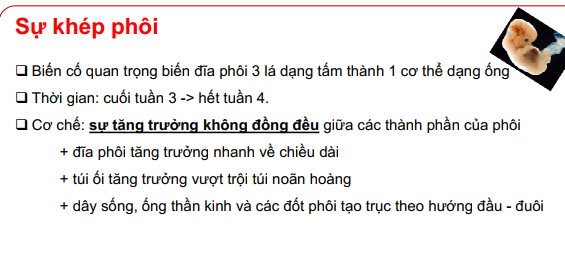 Sự khép phôi
❑ Biến cố quan trọng biến đĩa phôi 3 lá dạng tấm thành 1 cơ thể dạng ống
❑ Thời gian: cuối tuần 3 -> hết tuần 4.
❑ Cơ chế: sự tăng trưởng không đồng đều giữa các thành phần của phôi
+ đĩa phôi tăng trưởng nhanh về chiều dài
+ túi ối tăng trưởng vượt trội túi noãn hoàng
+ dây sống, ống thần kinh và các đốt phôi tạo trục theo hướng đầu - đuôi